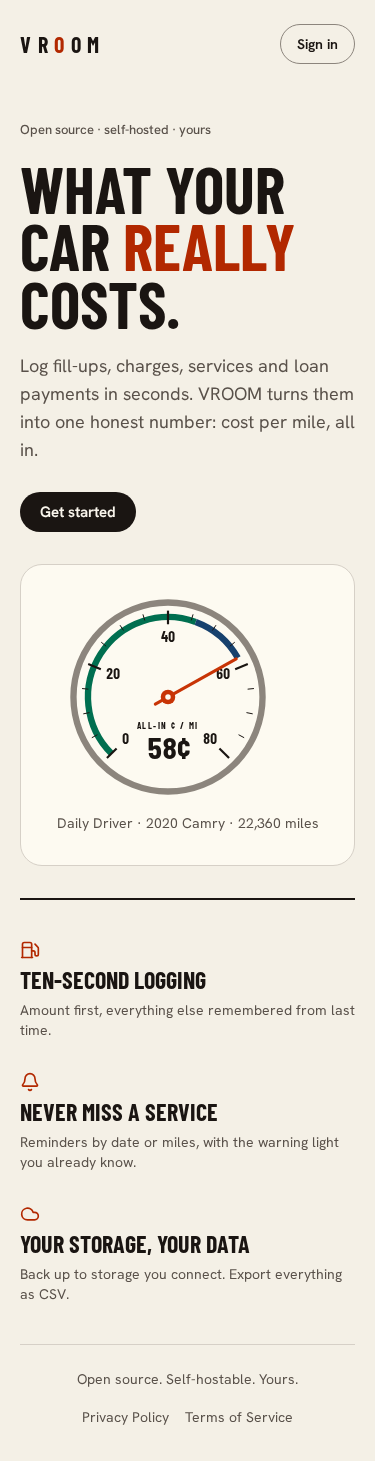 VROOM
Sign in
Open source · self-hosted · yours
WHAT YOUR
CAR REALLY
COSTS.
Log fill-ups, charges, services and loan
payments in seconds. VROOM turns them
into one honest number: cost per mile, all
in.
Get started
40
20
60
ALL-IN ¢ / MI
0
58¢
80
Daily Driver · 2020 Camry · 22,360 miles
TEN-SECOND LOGGING
Amount first, everything else remembered from last
time.
NEVER MISS A SERVICE
Reminders by date or miles, with the warning light
you already know.
YOUR STORAGE, YOUR DATA
Back up to storage you connect. Export everything
as CSV.
Open source. Self-hostable. Yours.
Privacy Policy Terms of Service